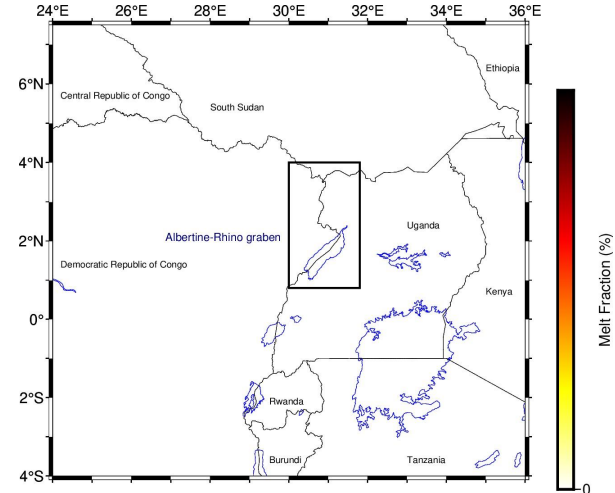 24°E
26°E
28°E
30°E
32°E
34°E
36°E
6°N
4°N
2°N
0°
2°S
4°S
Ethiopia
Central Republic of Congo
South Sudan
Albertine-Rhino graben
Uganda
Democratic Republic of Congo
Kenya
Rwanda
Burundi
Tanzania
Melt Fraction (%)
0